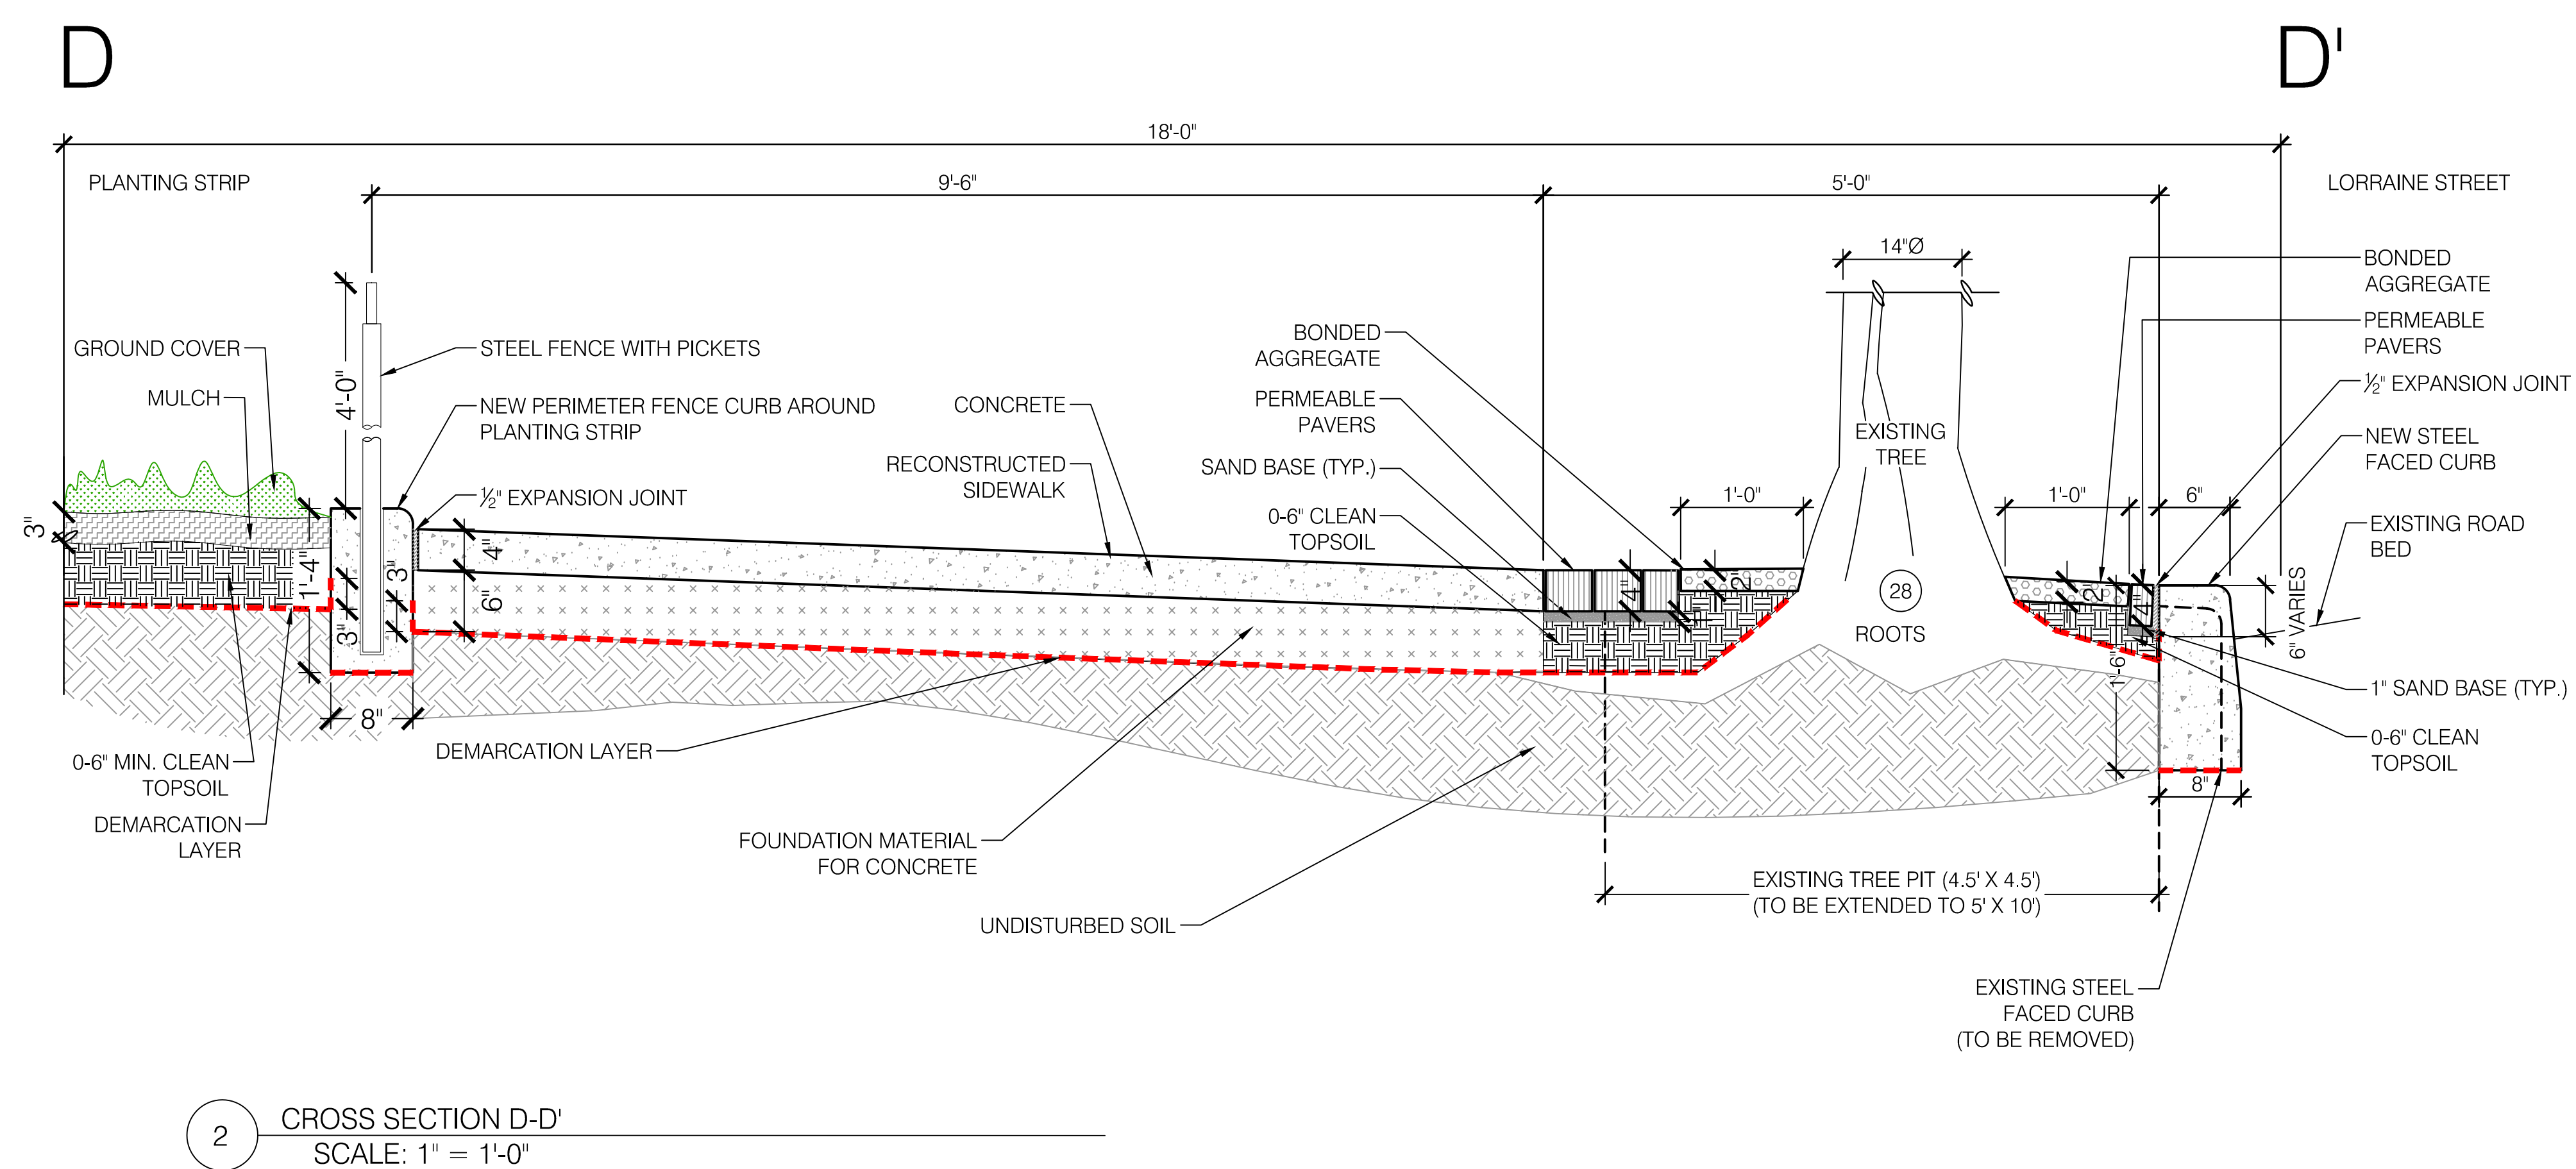 D
D'
18'-0"
PLANTING STRIP
9'-6"
5'-0"
LORRAINE STREET
14"Ø
BONDED
AGGREGATE
PERMEABLE
PAVERS
½" EXPANSION JOINT
NEW STEEL
FACED CURB
EXISTING ROAD
BED
6" VARIES
1" SAND BASE (TYP.)
0-6" CLEAN
TOPSOIL
GROUND COVER
MULCH
4'-0"
STEEL FENCE WITH PICKETS
NEW PERIMETER FENCE CURB AROUND
PLANTING STRIP
½" EXPANSION JOINT
CONCRETE
RECONSTRUCTED
SIDEWALK
BONDED
AGGREGATE
PERMEABLE
PAVERS
SAND BASE (TYP.)
0-6" CLEAN
TOPSOIL
EXISTING
TREE
1'-0"
1'-0"
6"
28
ROOTS
3"
1'-4"
3"
3"
4"
6"
4"
2"
1"
2"
4"
1'-6"
8"
8"
0-6" MIN. CLEAN
TOPSOIL
DEMARCATION
LAYER
DEMARCATION LAYER
FOUNDATION MATERIAL
FOR CONCRETE
UNDISTURBED SOIL
EXISTING TREE PIT (4.5' X 4.5')
(TO BE EXTENDED TO 5' X 10')
EXISTING STEEL
FACED CURB
(TO BE REMOVED)
2
CROSS SECTION D-D'
SCALE: 1" = 1'-0"